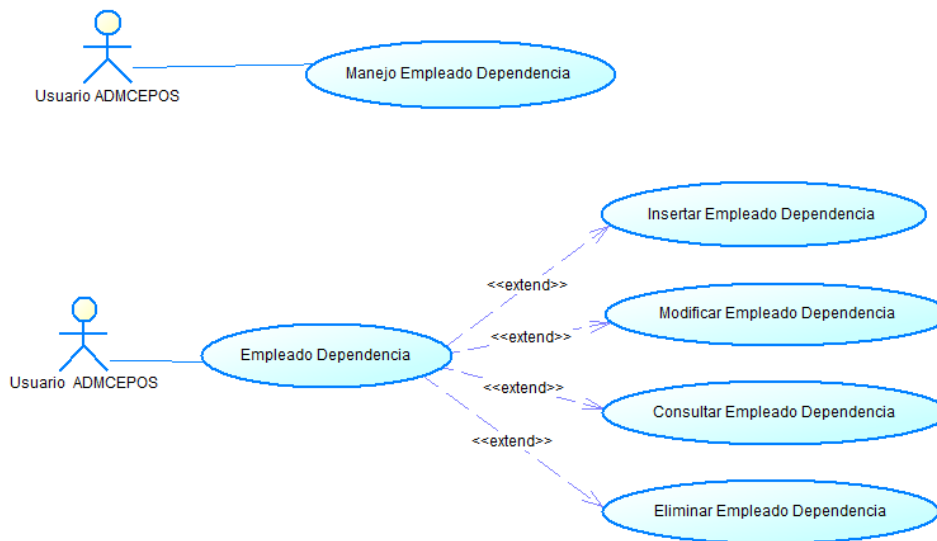 Manejo Empleado Dependencia
Usuario ADMCEPOS
Insertar Empleado Dependencia
<<extend>>
Modificar Empleado Dependencia
<<extend>>
Empleado Dependencia
Usuario ADMCEPOS
<<extend>>
Consultar Empleado Dependencia
<<extend>>
Eliminar Empleado Dependencia